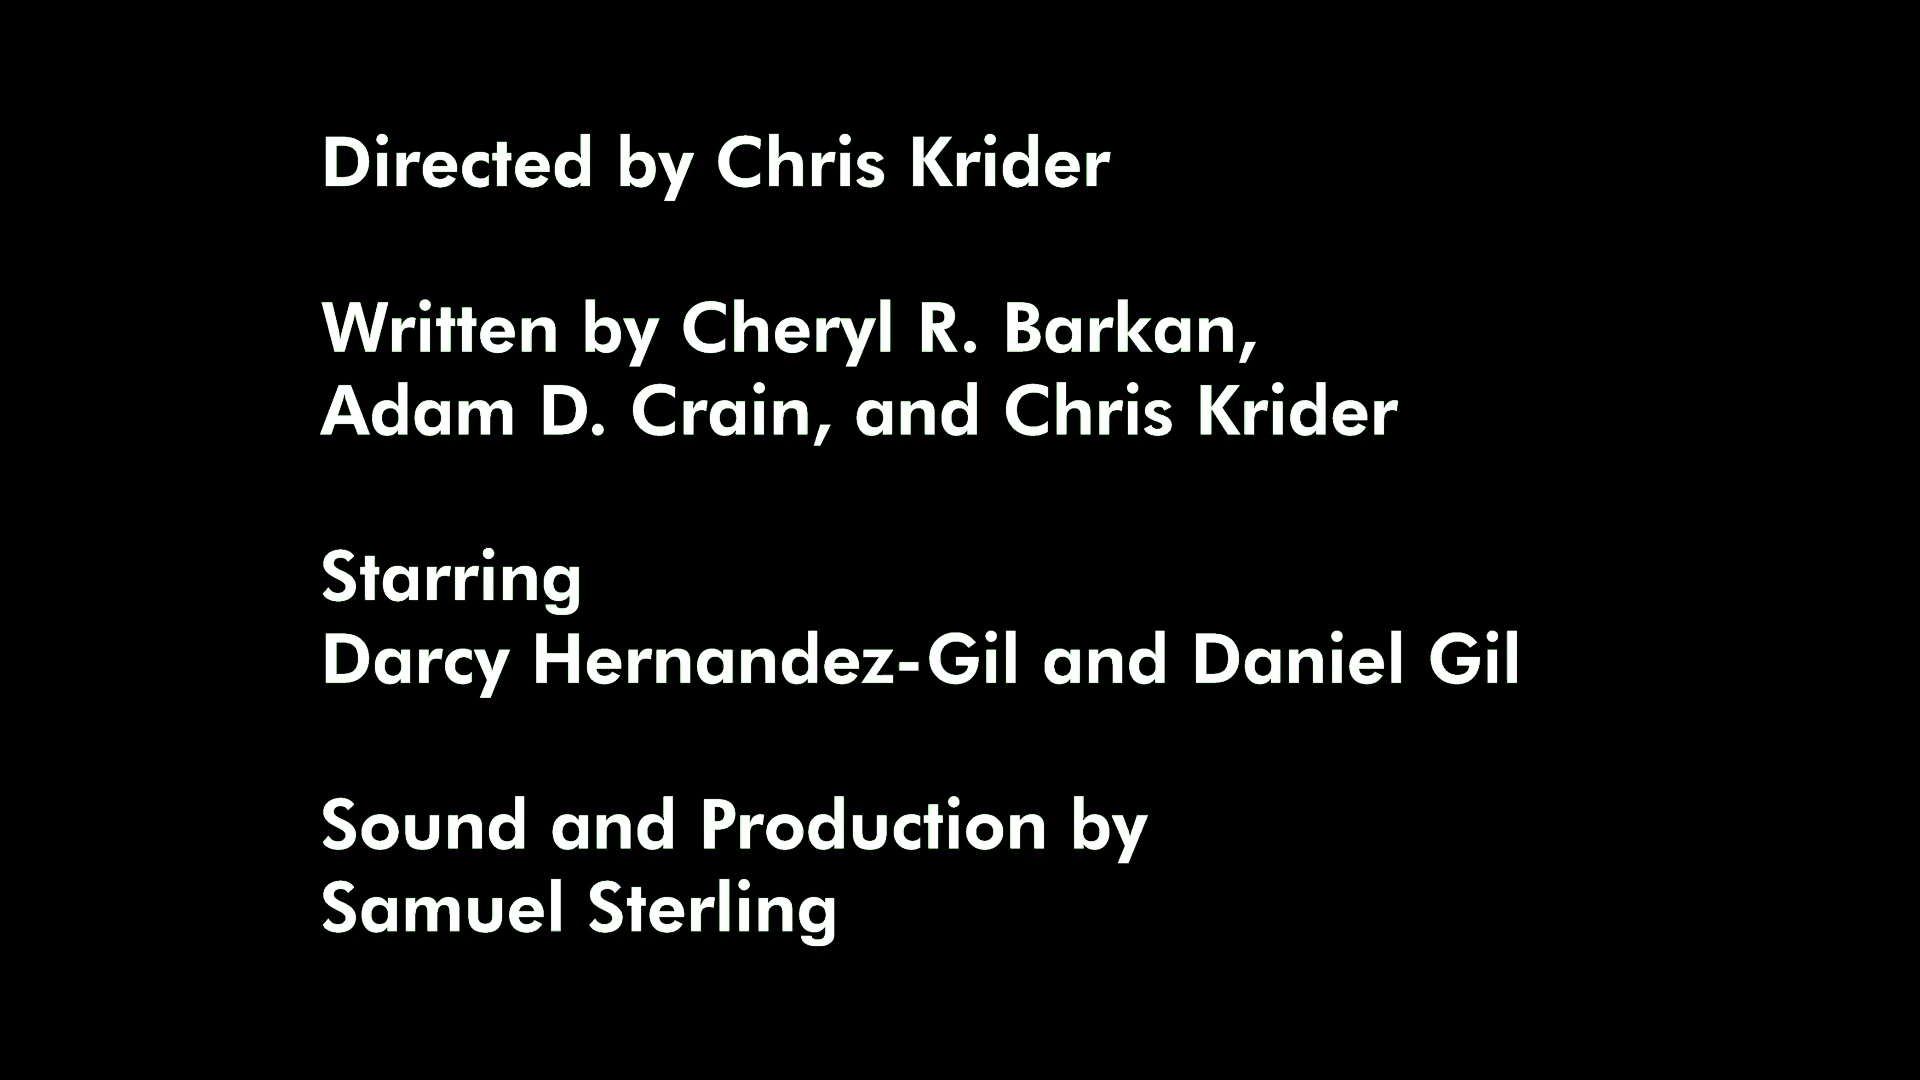 Directed by Chris Krider
Written by Cheryl R. Barkan,
Adam D. Crain, and Chris Krider
Starring
Darcy Hernandez-Gil and Daniel Gil
Sound and Production by
Samuel Sterling